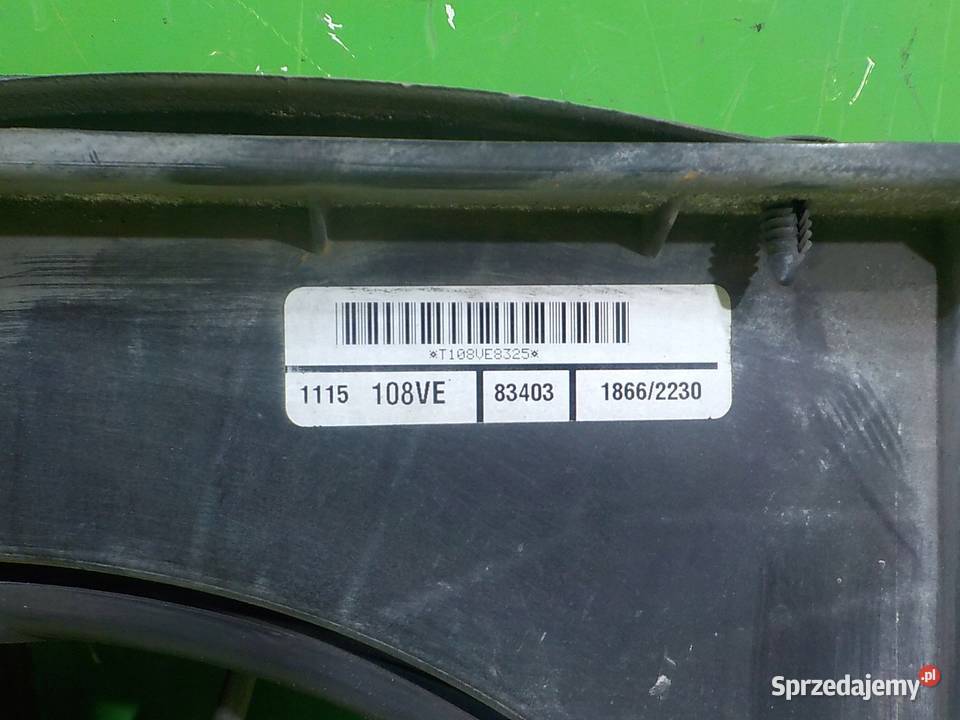 *T108VE8325*
1115 108VE 83403 1866/2230
Sprzedajemy.pl